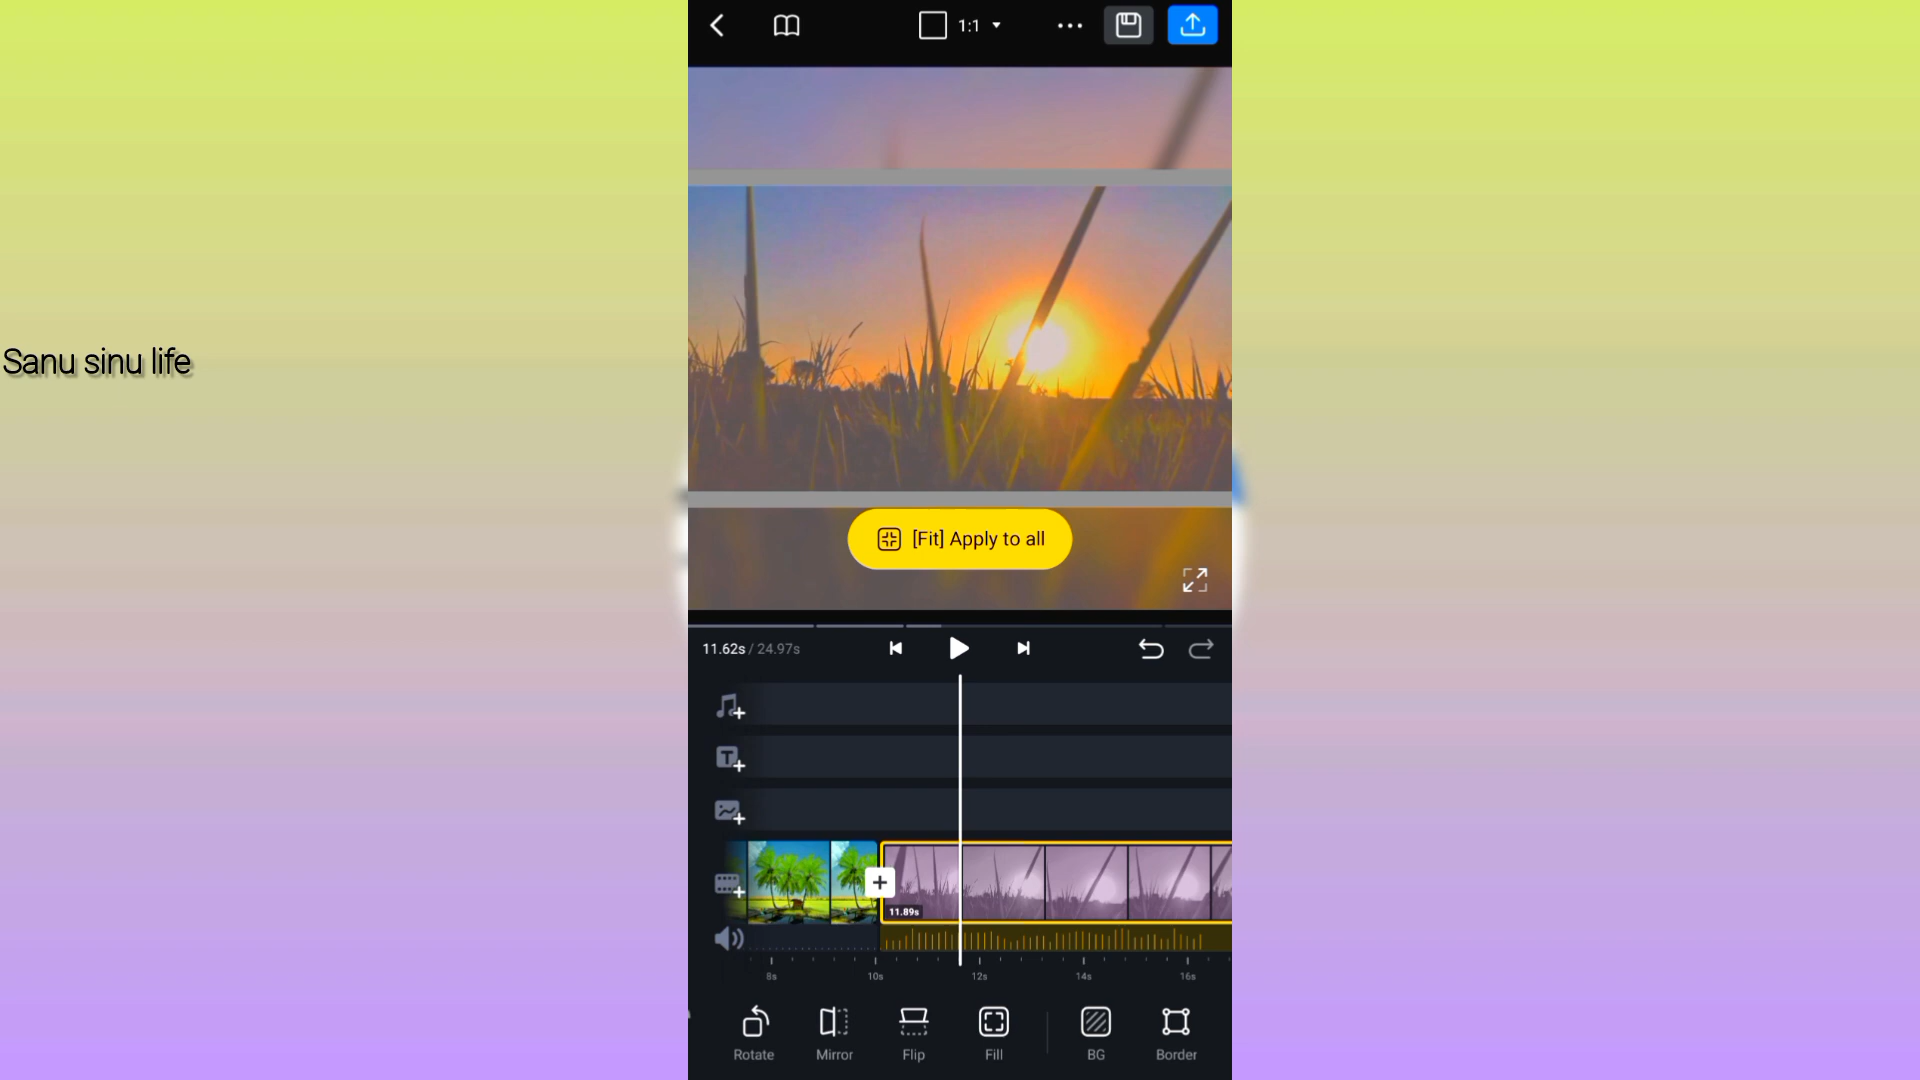 1:1
Sanu sinu life
[Fit] Apply to all
11.62s / 24.97s
T
11.89s
8s 10s 12s 14s 16s
Rotate Mirror Flip Fill BG Border